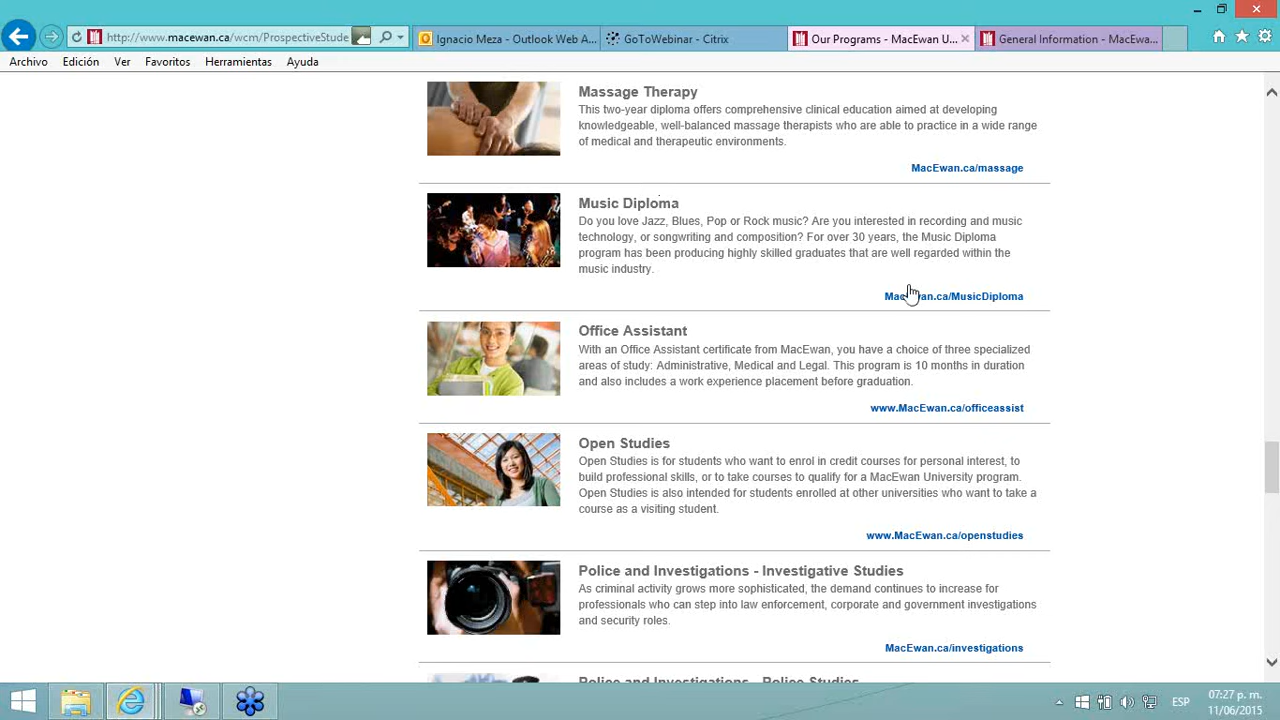 http://www.macewan.ca/wcm/ProspectiveStude
Ignacio Meza - Outlook Web A...
GoToWebinar - Citrix
Our Programs - MacEwan U...
General Information - MacEwa...
Archivo Edición Ver Favoritos Herramientas Ayuda
Massage Therapy
This two-year diploma offers comprehensive clinical education aimed at developing
knowledgeable, well-balanced massage therapists who are able to practice in a wide range
of medical and therapeutic environments.
MacEwan.ca/massage
Music Diploma
Do you love Jazz, Blues, Pop or Rock music? Are you interested in recording and music
technology, or songwriting and composition? For over 30 years, the Music Diploma
program has been producing highly skilled graduates that are well regarded within the
music industry.
MacEwan.ca/MusicDiploma
Office Assistant
With an Office Assistant certificate from MacEwan, you have a choice of three specialized
areas of study: Administrative, Medical and Legal. This program is 10 months in duration
and also includes a work experience placement before graduation.
www.MacEwan.ca/officeassist
Open Studies
Open Studies is for students who want to enrol in credit courses for personal interest, to
build professional skills, or to take courses to qualify for a MacEwan University program.
Open Studies is also intended for students enrolled at other universities who want to take a
course as a visiting student.
www.MacEwan.ca/openstudies
Police and Investigations - Investigative Studies
As criminal activity grows more sophisticated, the demand continues to increase for
professionals who can step into law enforcement, corporate and government investigations
and security roles.
MacEwan.ca/investigations
Police and Investigations - Police Studies
ESP
07:27 p. m.
11/06/2015